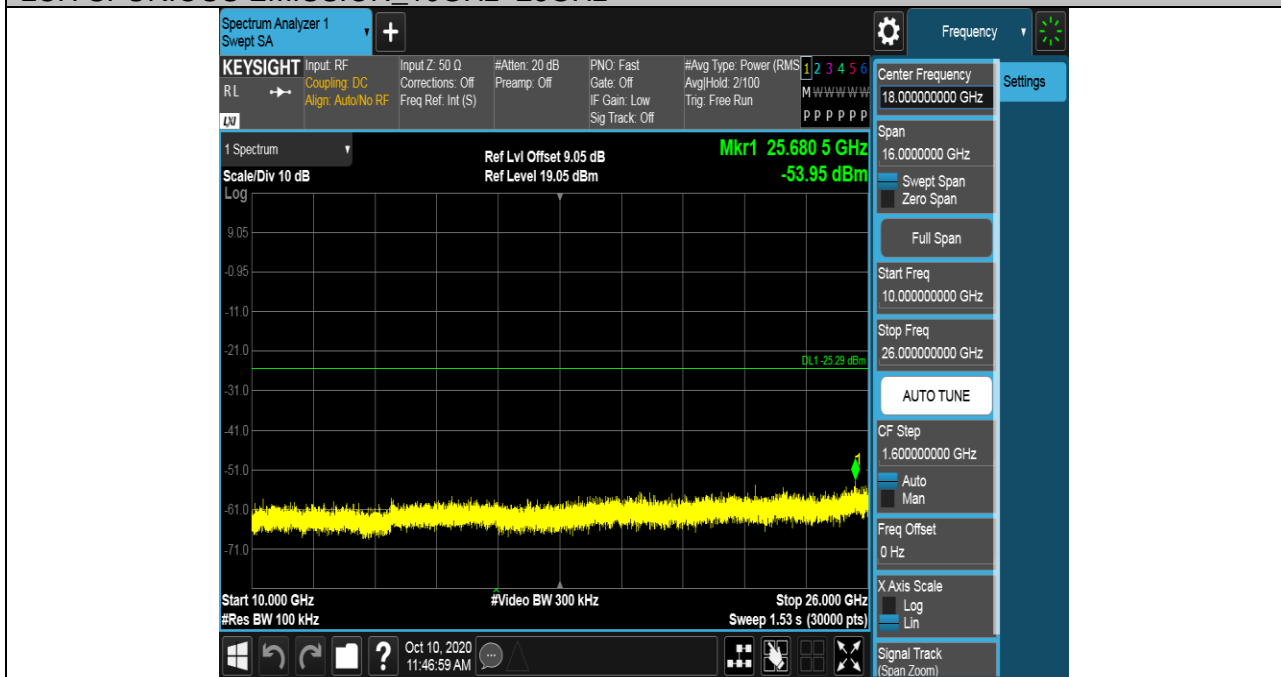 Spectrum Analyzer 1
Swept SA
+
Frequency
KEYSIGHT
RL
LXI
Input: RF
Coupling: DC
Align: Auto/No RF
Input Z: 50 Ω
Corrections: Off
Freq Ref: Int (S)
#Atten: 20 dB
Preamp: Off
PNO: Fast
Gate: Off
IF Gain: Low
Sig Track: Off
#Avg Type: Power (RMS
Avg|Hold: 2/100
Trig: Free Run
1 2 3 4 5 6
M W W W W W
P P P P P P
1 Spectrum
Scale/Div 10 dB
Log
Ref Lvl Offset 9.05 dB
Ref Level 19.05 dBm
Mkr1 25.680 5 GHz
-53.95 dBm
9.05
-0.95
-11.0
-21.0
DL1 -25.29 dBm
-31.0
-41.0
-51.0
1
-61.0
-71.0
Start 10.000 GHz
#Res BW 100 kHz
#Video BW 300 kHz
Stop 26.000 GHz
Sweep 1.53 s (30000 pts)
?
Oct 10, 2020
11:46:59 AM
Center Frequency
18.000000000 GHz
Span
16.0000000 GHz
Swept Span
Zero Span
Full Span
Start Freq
10.000000000 GHz
Stop Freq
26.000000000 GHz
AUTO TUNE
CF Step
1.600000000 GHz
Auto
Man
Freq Offset
0 Hz
X Axis Scale
Log
Lin
Signal Track
(Span Zoom)
Settings